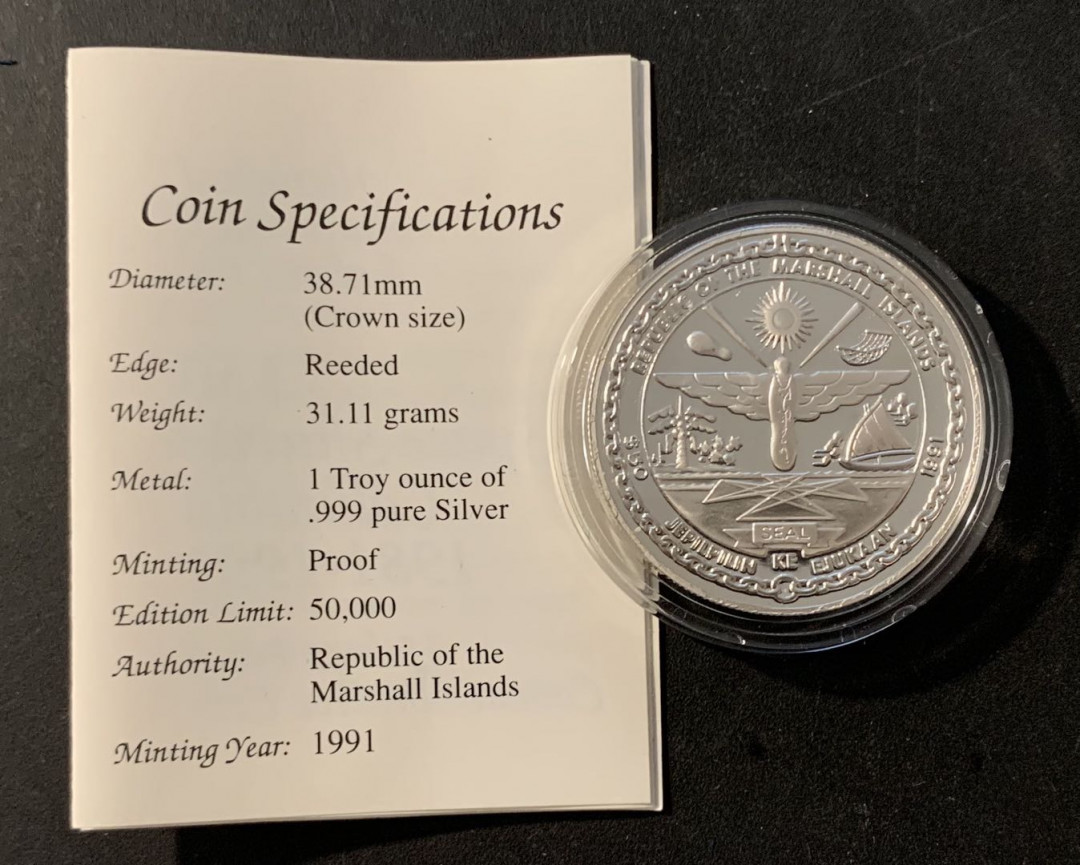 Coin Specifications
Diameter: 38.71mm
(Crown size)
Edge: Reeded
Weight: 31.11 grams
Metal: 1 Troy ounce of
.999 pure Silver
Minting: Proof
Edition Limit: 50,000
Authority: Republic of the
Marshall Islands
Minting Year: 1991
REPUBLIC OF THE MARSHALL ISLANDS
$50
1991
SEAL
JEPILPILIN KE EJUKAAN